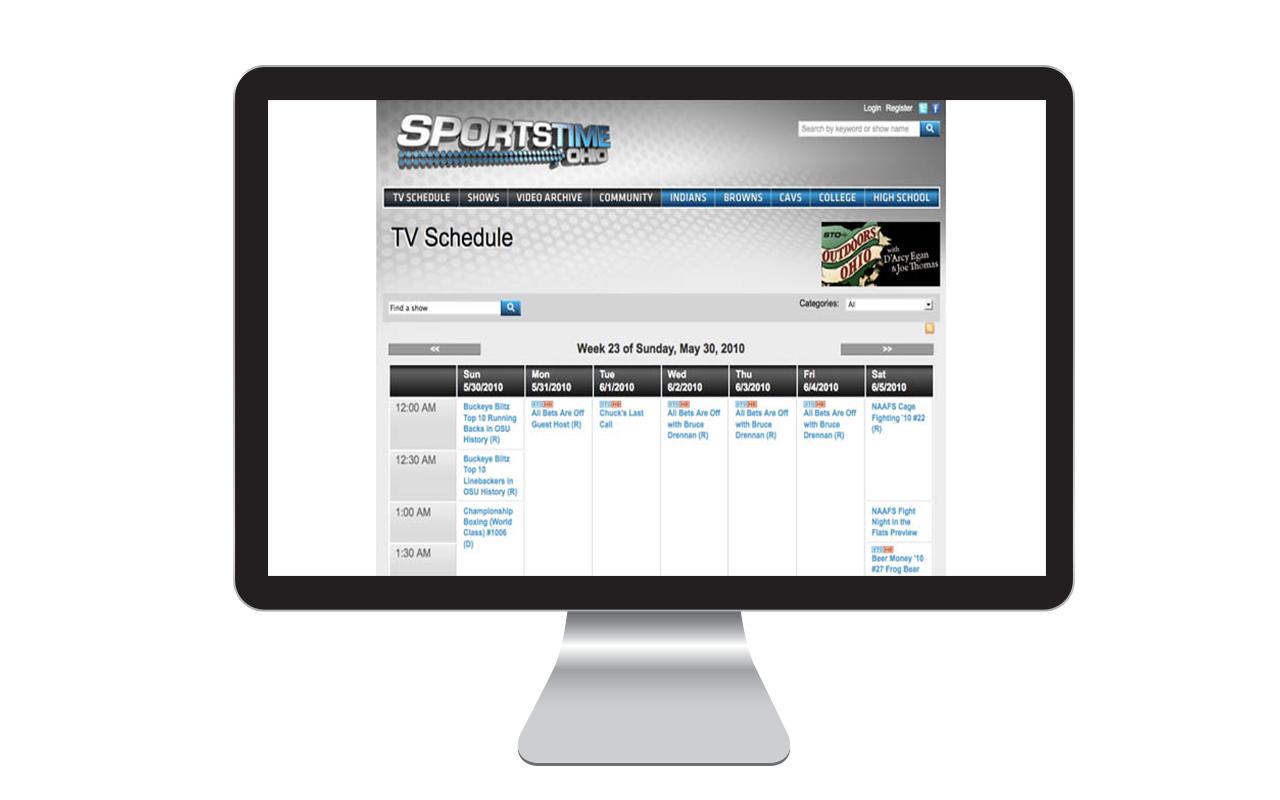 Login Register
SPORTSTIME
OHIO
Search by keyword or show name
TV SCHEDULE SHOWS VIDEO ARCHIVE COMMUNITY INDIANS BROWNS CAVS COLLEGE HIGH SCHOOL
TV Schedule
STO
OUTDOORS
OHIO
with
D'Arcy Egan
& Joe Thomas
Find a show
Categories: All
<< Week 23 of Sunday, May 30, 2010 >>
Sun Mon Tue Wed Thu Fri Sat
5/30/2010 5/31/2010 6/1/2010 6/2/2010 6/3/2010 6/4/2010 6/5/2010
12:00 AM
Buckeye Blitz
Top 10 Running
Backs in OSU
History (R)
STO HD
All Bets Are Off
Guest Host (R)
STO HD
Chuck's Last
Call
STO HD
All Bets Are Off
with Bruce
Drennan (R)
STO HD
All Bets Are Off
with Bruce
Drennan (R)
STO HD
All Bets Are Off
with Bruce
Drennan (R)
NAAFS Cage
Fighting '10 #22
(R)
12:30 AM
Buckeye Blitz
Top 10
Linebackers in
OSU History (R)
1:00 AM
Championship
Boxing (World
Class) #1006
(D)
NAAFS Fight
Night in the
Flats Preview
1:30 AM
STO HD
Beer Money '10
#27 Frog Bear